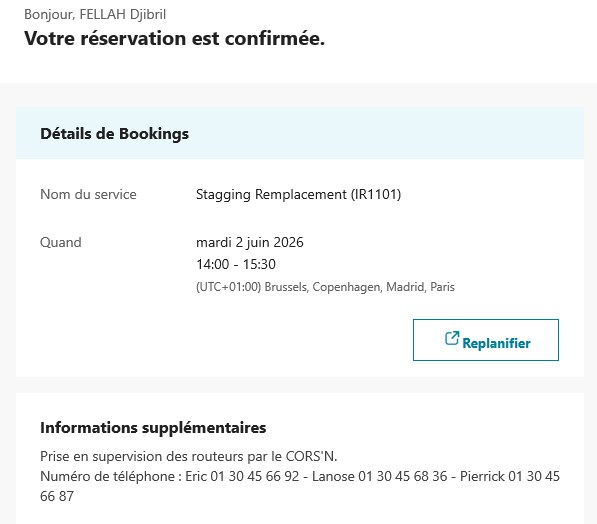 Bonjour, FELLAH Djibril
Votre réservation est confirmée.
Détails de Bookings
Nom du service Stagging Remplacement (IR1101)
Quand mardi 2 juin 2026
14:00 - 15:30
(UTC+01:00) Brussels, Copenhagen, Madrid, Paris
Replanifier
Informations supplémentaires
Prise en supervision des routeurs par le CORS'N.
Numéro de téléphone : Eric 01 30 45 66 92 - Lanose 01 30 45 68 36 - Pierrick 01 30 45
66 87